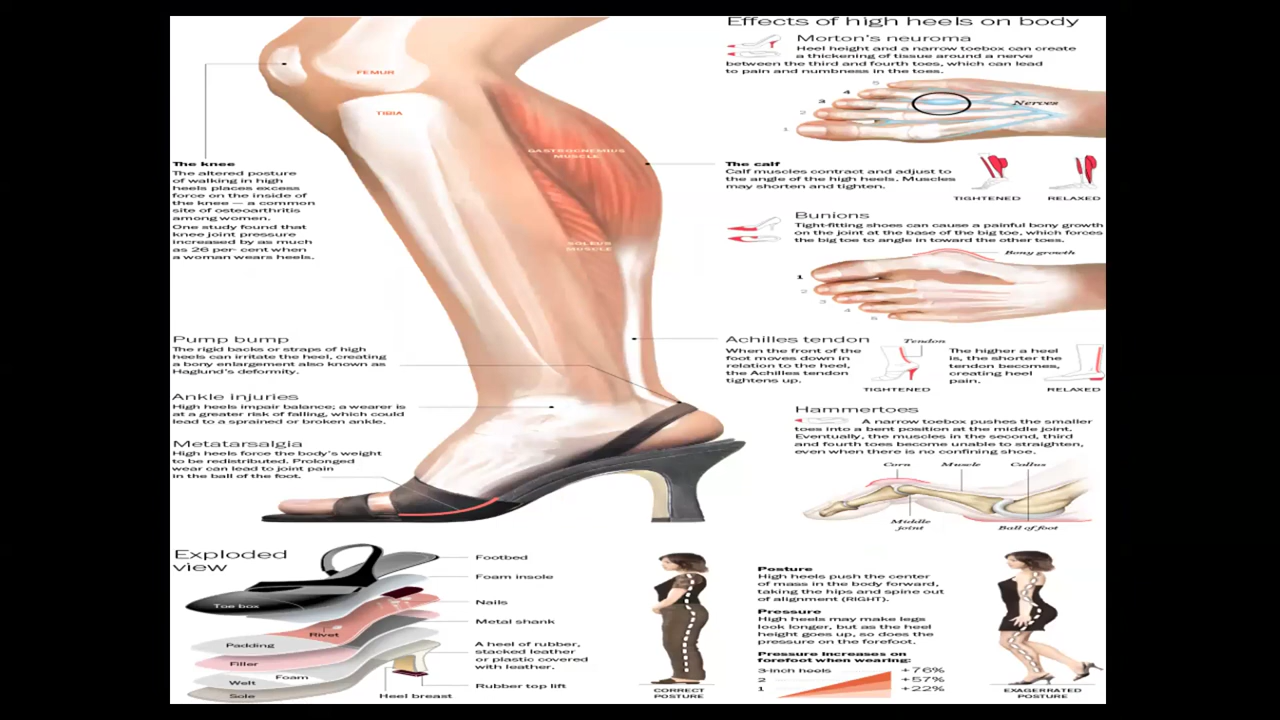 Effects of high heels on body
Morton's neuroma
Heel height and a narrow toebox can create
a thickening of tissue around a nerve
between the third and fourth toes, which can lead
to pain and numbness in the toes.
5
4
3
2
1
Nerves
FEMUR
TIBIA
GASTROCNEMIUS
MUSCLE
SOLEUS
MUSCLE
The knee
The altered posture
of walking in high
heels places excess
force on the inside of
the knee — a common
site of osteoarthritis
among women.
One study found that
knee joint pressure
increased by as much
as 26 per- cent when
a woman wears heels.
The calf
Calf muscles contract and adjust to
the angle of the high heels. Muscles
may shorten and tighten.
TIGHTENED
RELAXED
Bunions
Tight-fitting shoes can cause a painful bony growth
on the joint at the base of the big toe, which forces
the big toe to angle in toward the other toes.
Bony growth
1
2
3
4
5
Pump bump
The rigid backs or straps of high
heels can irritate the heel, creating
a bony enlargement also known as
Haglund's deformity.
Achilles tendon
When the front of the
foot moves down in
relation to the heel,
the Achilles tendon
tightens up.
Tendon
TIGHTENED
The higher a heel
is, the shorter the
tendon becomes,
creating heel
pain.
RELAXED
Ankle injuries
High heels impair balance; a wearer is
at a greater risk of falling, which could
lead to a sprained or broken ankle.
Hammertoes
A narrow toebox pushes the smaller
toes into a bent position at the middle joint.
Eventually, the muscles in the second, third
and fourth toes become unable to straighten,
even when there is no confining shoe.
Corn
Muscle
Callus
Middle
joint
Ball of foot
Metatarsalgia
High heels force the body's weight
to be redistributed. Prolonged
wear can lead to joint pain
in the ball of the foot.
Exploded
view
Footbed
Foam insole
Nails
Metal shank
A heel of rubber,
stacked leather
or plastic covered
with leather.
Rubber top lift
Toe box
Rivet
Padding
Filler
Foam
Welt
Sole
Heel breast
CORRECT
POSTURE
Posture
High heels push the center
of mass in the body forward,
taking the hips and spine out
of alignment (RIGHT).
Pressure
High heels may make legs
look longer, but as the heel
height goes up, so does the
pressure on the forefoot.
Pressure increases on
forefoot when wearing:
3-inch heels +76%
2 +57%
1 +22%
EXAGERRATED
POSTURE